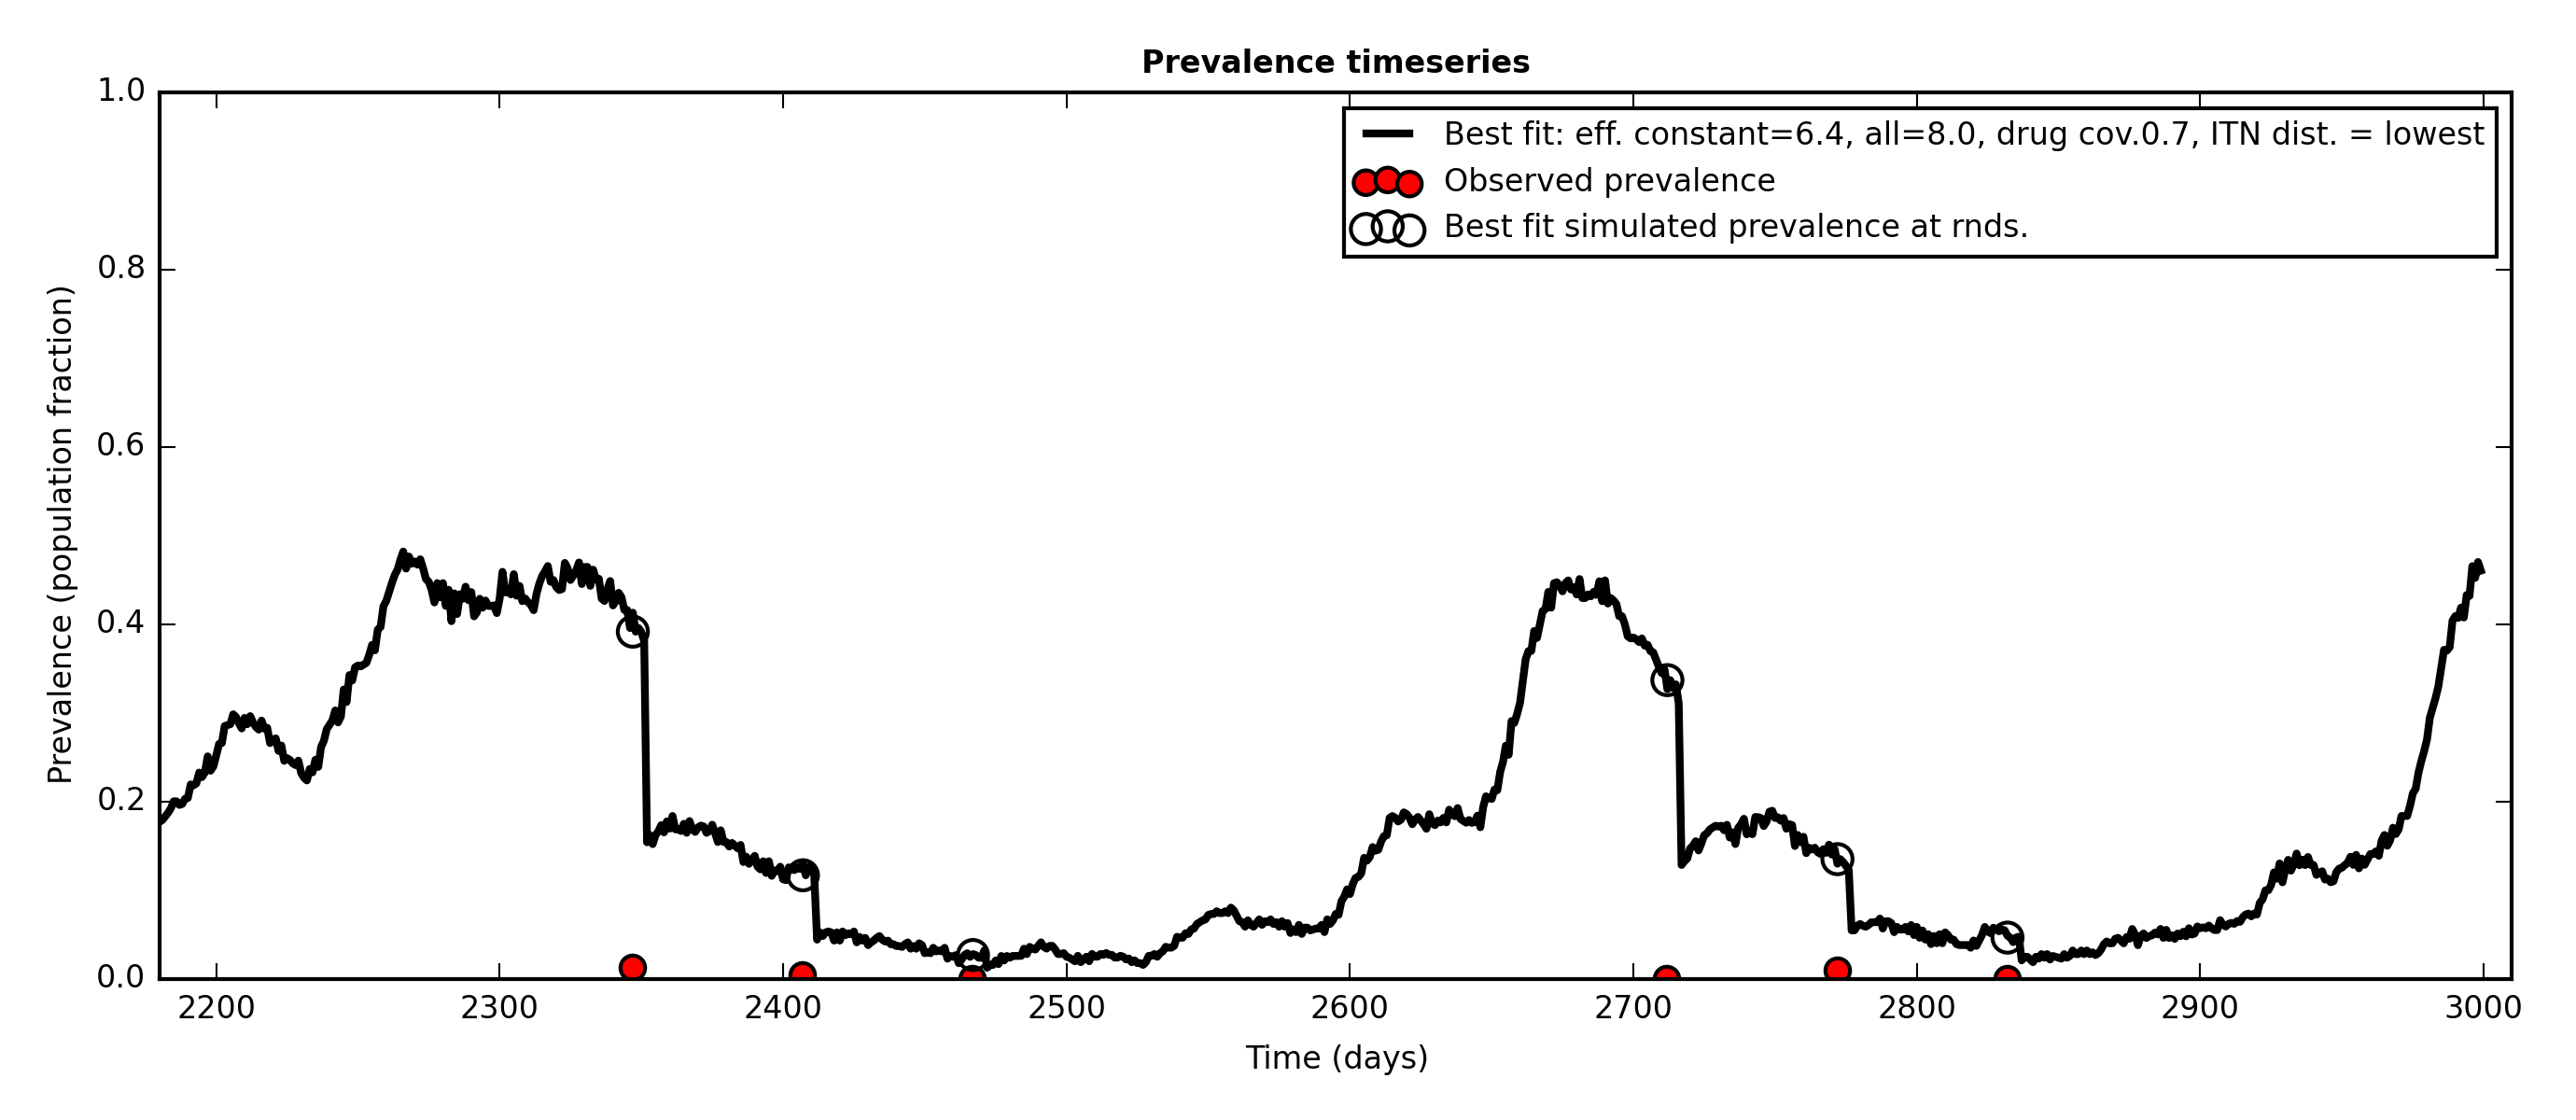 Prevalence timeseries
1.0
0.8
0.6
0.4
0.2
0.0
Prevalence (population fraction)
Best fit: eff. constant=6.4, all=8.0, drug cov.0.7, ITN dist. = lowest
Observed prevalence
Best fit simulated prevalence at rnds.
2200 2300 2400 2500 2600 2700 2800 2900 3000
Time (days)